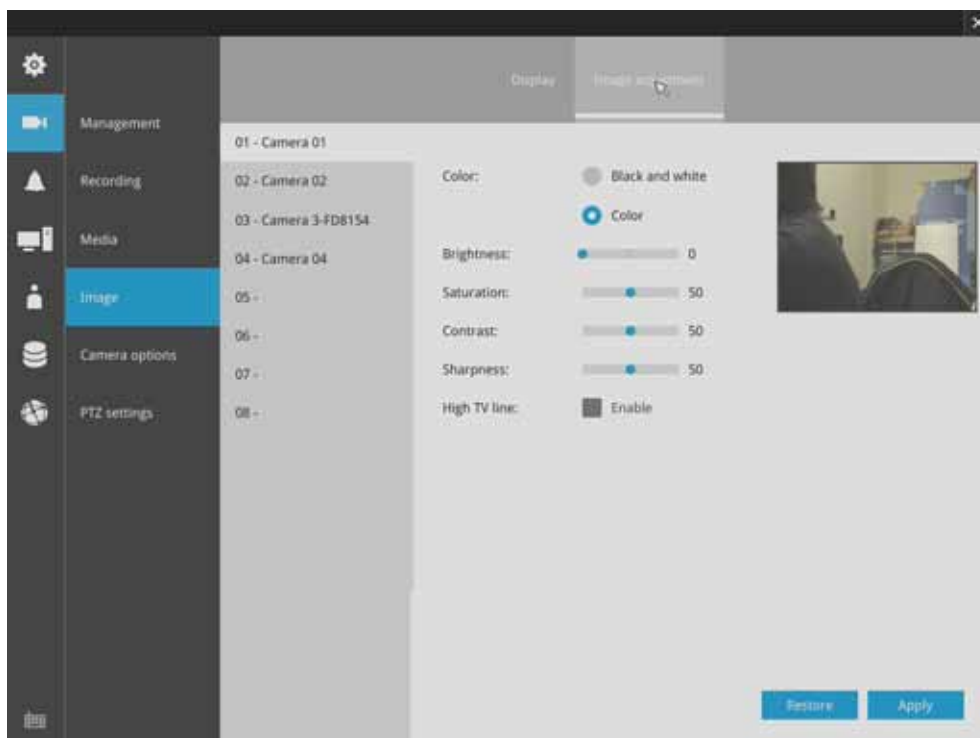 Display Image adjustment
Management
Recording
Media
Image
Camera options
PTZ settings
01 - Camera 01
02 - Camera 02
03 - Camera 3-FD8154
04 - Camera 04
05 -
06 -
07 -
08 -
Color: Black and white
Color
Brightness: 0
Saturation: 50
Contrast: 50
Sharpness: 50
High TV line: Enable
Restore Apply